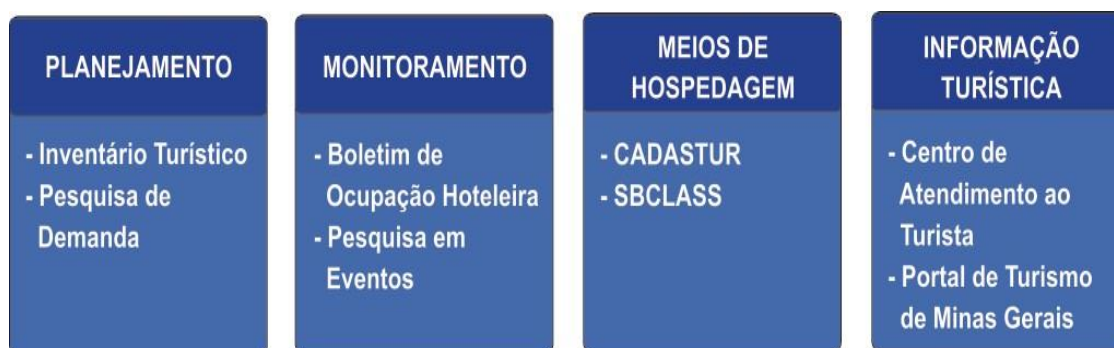 PLANEJAMENTO
- Inventário Turístico
- Pesquisa de
Demanda
MONITORAMENTO
- Boletim de
Ocupação Hoteleira
- Pesquisa em
Eventos
MEIOS DE
HOSPEDAGEM
- CADASTUR
- SBCLASS
INFORMAÇÃO
TURÍSTICA
- Centro de
Atendimento ao
Turista
- Portal de Turismo
de Minas Gerais